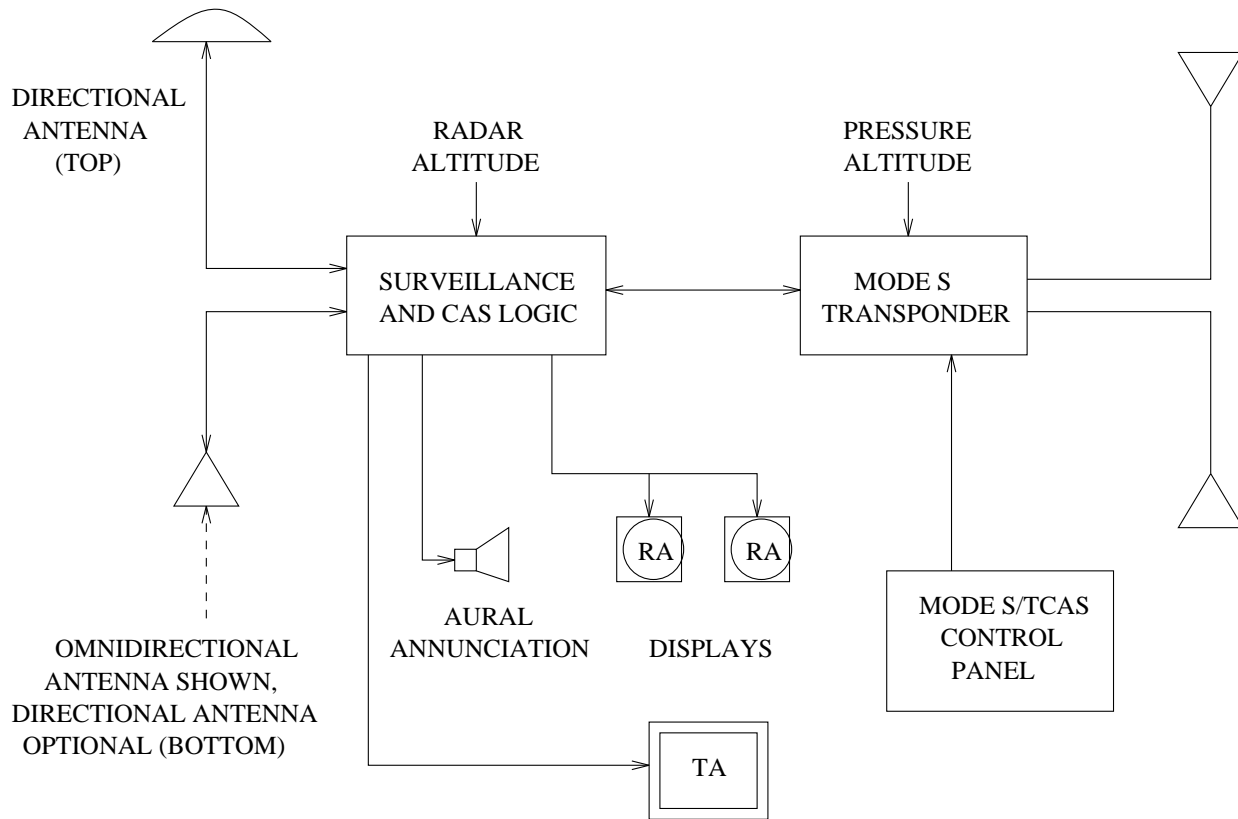 DIRECTIONAL
ANTENNA
(TOP)
RADAR
ALTITUDE
PRESSURE
ALTITUDE
SURVEILLANCE
AND CAS LOGIC
MODE S
TRANSPONDER
RA
RA
AURAL
ANNUNCIATION
DISPLAYS
MODE S/TCAS
CONTROL
PANEL
OMNIDIRECTIONAL
ANTENNA SHOWN,
DIRECTIONAL ANTENNA
OPTIONAL (BOTTOM)
TA